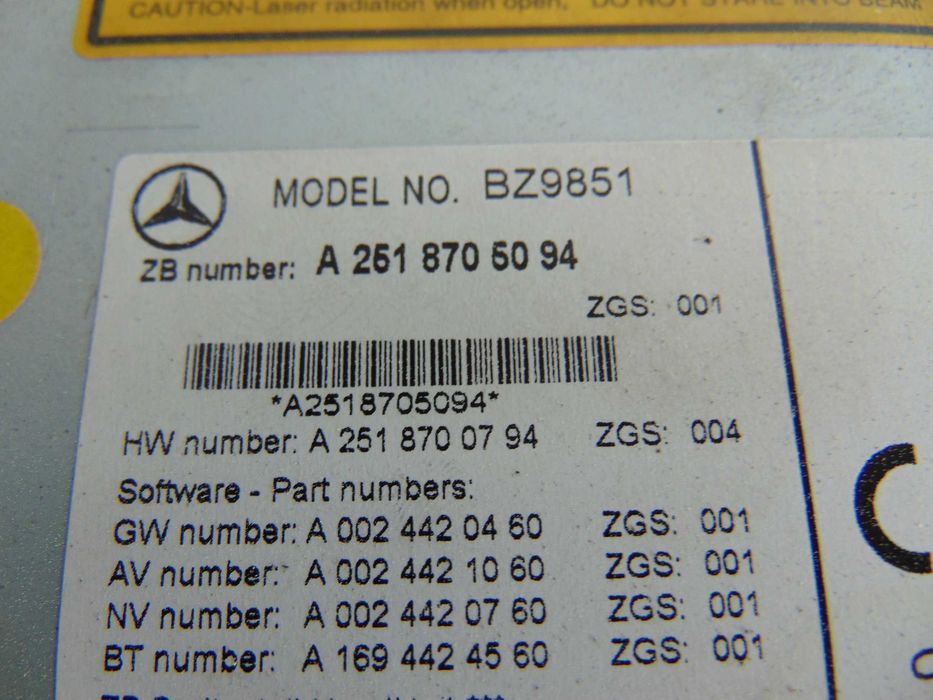 CAUTION-Laser radiation when open, DO NOT STARE INTO BEAM
MODEL NO. BZ9851
ZB number: A 251 870 50 94
ZGS: 001
*A2518705094*
HW number: A 251 870 07 94 ZGS: 004
Software - Part numbers:
GW number: A 002 442 04 60 ZGS: 001
AV number: A 002 442 10 60 ZGS: 001
NV number: A 002 442 07 60 ZGS: 001
BT number: A 169 442 45 60 ZGS: 001